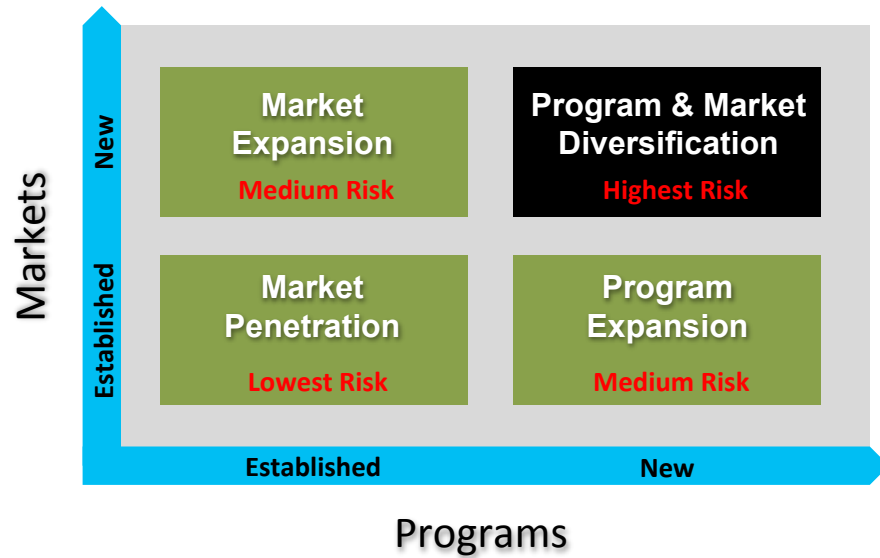 Markets
New
Established
Market
Expansion
Medium Risk
Program & Market
Diversification
Highest Risk
Market
Penetration
Lowest Risk
Program
Expansion
Medium Risk
Established
New
Programs